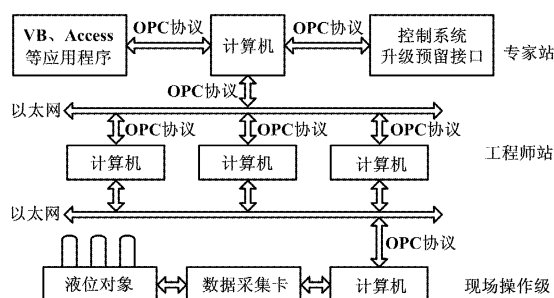 VB、Access
等应用程序
OPC协议
计算机
OPC协议
控制系统
升级预留接口
专家站
OPC协议
以太网
OPC协议
OPC协议
OPC协议
计算机
计算机
计算机
工程师站
以太网
OPC协议
液位对象
数据采集卡
计算机
现场操作级